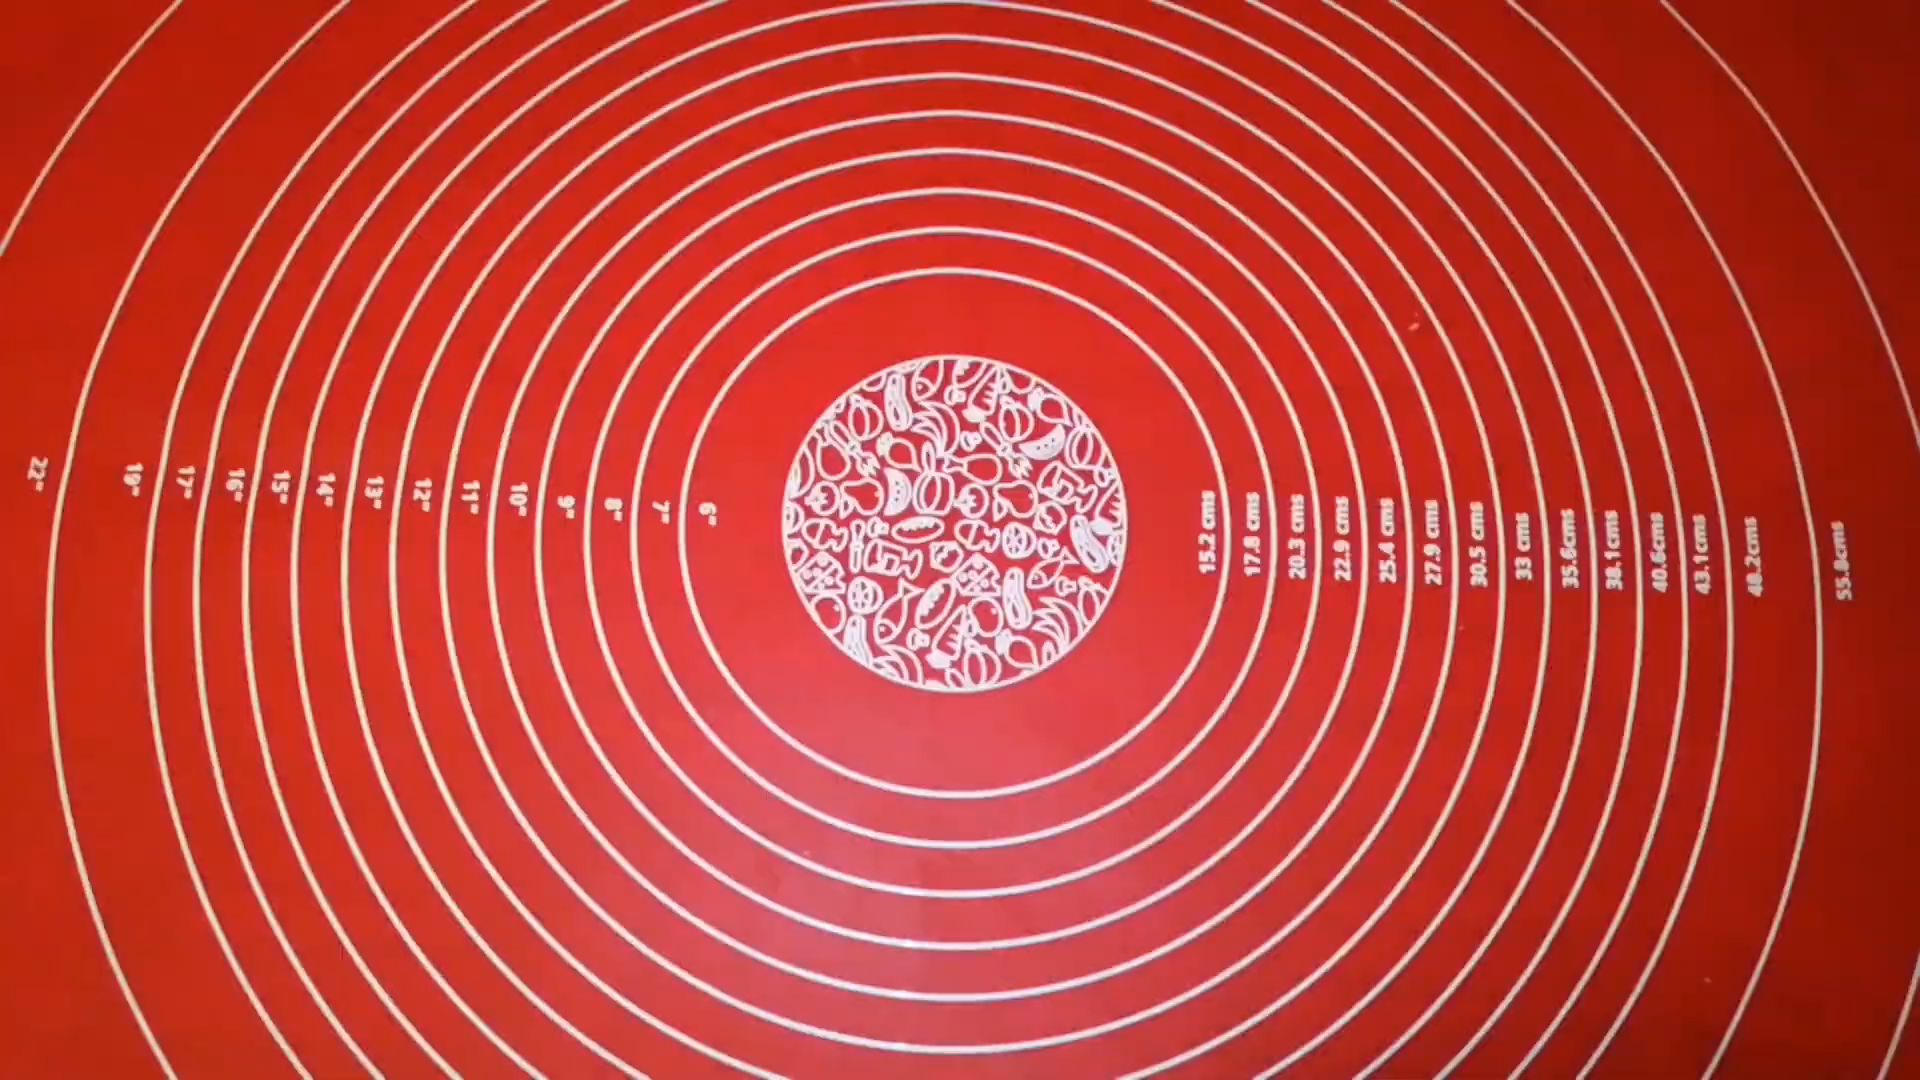 22"
19"
17"
16"
15"
14"
13"
12"
11"
10"
9"
8"
7"
6"
15.2 cms
17.8 cms
20.3 cms
22.9 cms
25.4 cms
27.9 cms
30.5 cms
33 cms
35.6cms
38.1cms
40.6cms
43.1cms
48.2cms
55.8cms